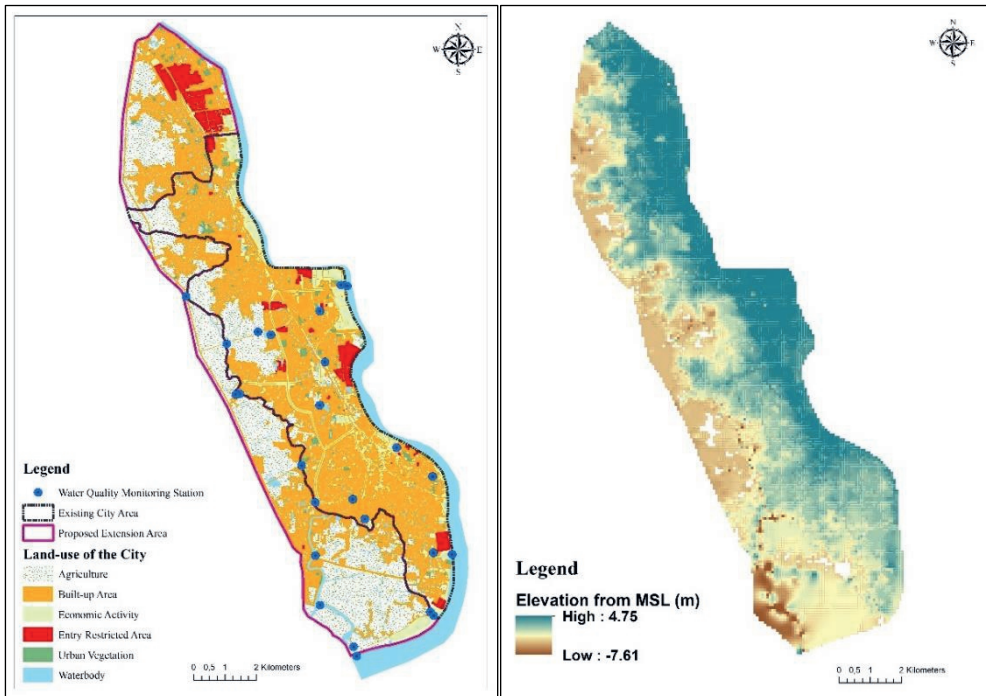 N
W E
S
Legend
Water Quality Monitoring Station
Existing City Area
Proposed Extension Area
Land-use of the City
Agriculture
Built-up Area
Economic Activity
Entry Restricted Area
Urban Vegetation
Waterbody
0 0,5 1 2 Kilometers
N
W E
S
Legend
Elevation from MSL (m)
High : 4.75
Low : -7.61
0 0,5 1 2 Kilometers